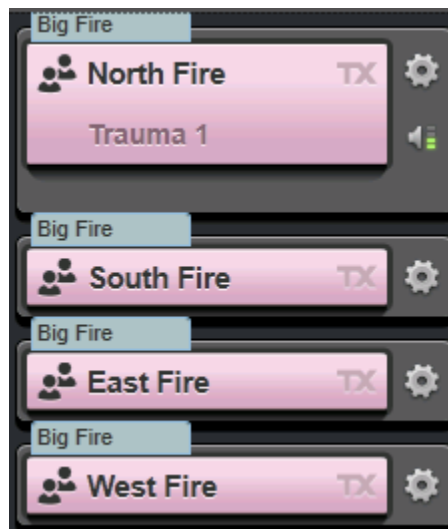 Big Fire
North Fire TX
Trauma 1
Big Fire
South Fire TX
Big Fire
East Fire TX
Big Fire
West Fire TX